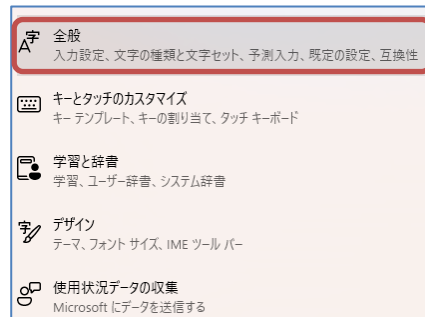 全般
入力設定、文字の種類と文字セット、予測入力、既定の設定、互換性
キーとタッチのカスタマイズ
キー テンプレート、キーの割り当て、タッチ キーボード
学習と辞書
学習、ユーザー辞書、システム辞書
デザイン
テーマ、フォント サイズ、IME ツール バー
使用状況データの収集
Microsoft にデータを送信する